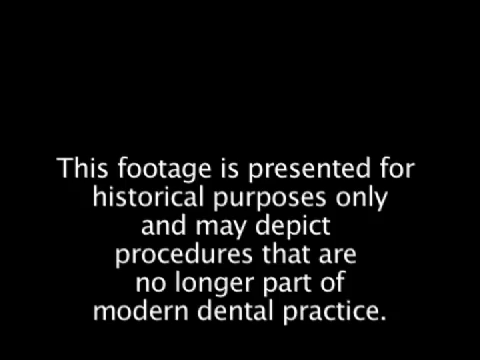 This footage is presented for
historical purposes only
and may depict
procedures that are
no longer part of
modern dental practice.